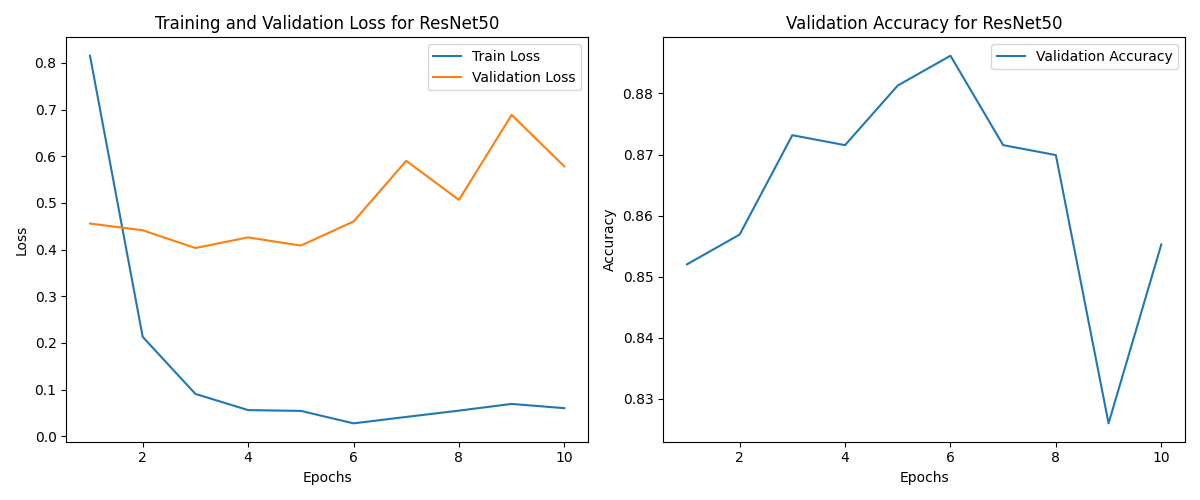 Training and Validation Loss for ResNet50
Train Loss
Validation Loss
0.8
0.7
0.6
0.5
0.4
0.3
0.2
0.1
0.0
Loss
2 4 6 8 10
Epochs
Validation Accuracy for ResNet50
Validation Accuracy
0.88
0.87
0.86
0.85
0.84
0.83
Accuracy
2 4 6 8 10
Epochs